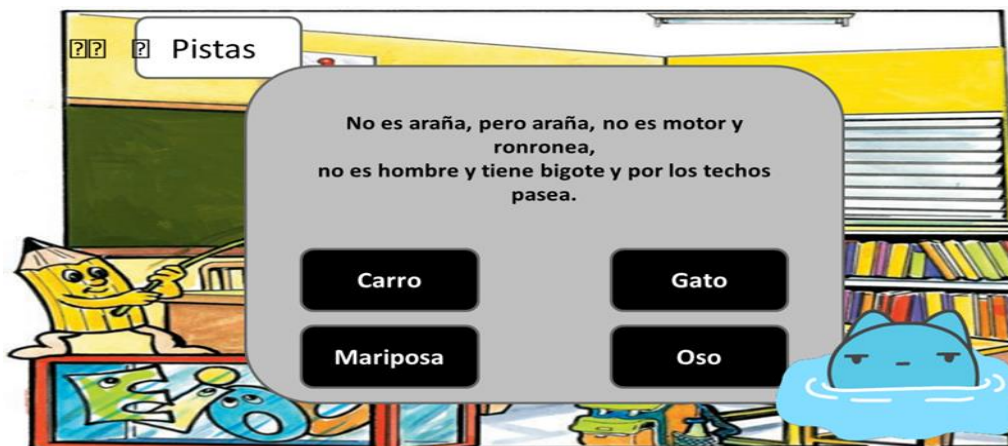 Pistas
No es araña, pero araña, no es motor y
ronronea,
no es hombre y tiene bigote y por los techos
pasea.
Carro
Gato
Mariposa
Oso